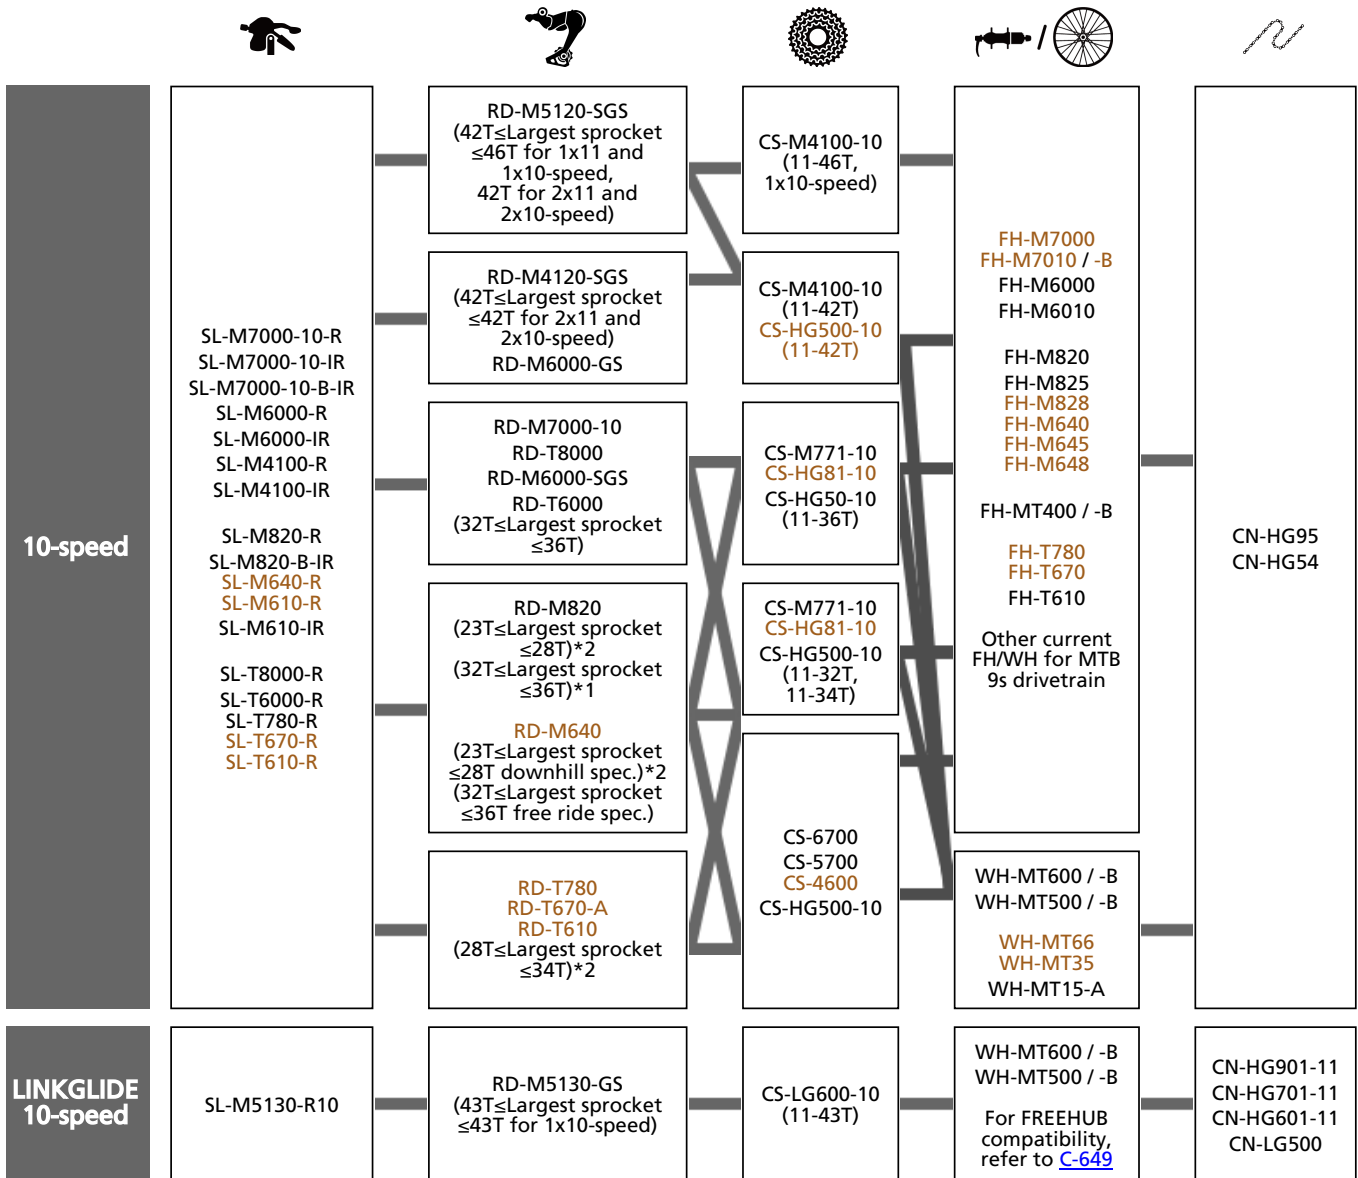 /
10-speed
SL-M7000-10-R
SL-M7000-10-IR
SL-M7000-10-B-IR
SL-M6000-R
SL-M6000-IR
SL-M4100-R
SL-M4100-IR
SL-M820-R
SL-M820-B-IR
SL-M640-R
SL-M610-R
SL-M610-IR
SL-T8000-R
SL-T6000-R
SL-T780-R
SL-T670-R
SL-T610-R
RD-M5120-SGS
(42T≤Largest sprocket
≤46T for 1x11 and
1x10-speed,
42T for 2x11 and
2x10-speed)
RD-M4120-SGS
(42T≤Largest sprocket
≤42T for 2x11 and
2x10-speed)
RD-M6000-GS
RD-M7000-10
RD-T8000
RD-M6000-SGS
RD-T6000
(32T≤Largest sprocket
≤36T)
RD-M820
(23T≤Largest sprocket
≤28T)*2
(32T≤Largest sprocket
≤36T)*1
RD-M640
(23T≤Largest sprocket
≤28T downhill spec.)*2
(32T≤Largest sprocket
≤36T free ride spec.)
RD-T780
RD-T670-A
RD-T610
(28T≤Largest sprocket
≤34T)*2
CS-M4100-10
(11-46T,
1x10-speed)
CS-M4100-10
(11-42T)
CS-HG500-10
(11-42T)
CS-M771-10
CS-HG81-10
CS-HG50-10
(11-36T)
CS-M771-10
CS-HG81-10
CS-HG500-10
(11-32T,
11-34T)
CS-6700
CS-5700
CS-4600
CS-HG500-10
FH-M7000
FH-M7010 / -B
FH-M6000
FH-M6010
FH-M820
FH-M825
FH-M828
FH-M640
FH-M645
FH-M648
FH-MT400 / -B
FH-T780
FH-T670
FH-T610
Other current
FH/WH for MTB
9s drivetrain
WH-MT600 / -B
WH-MT500 / -B
WH-MT66
WH-MT35
WH-MT15-A
CN-HG95
CN-HG54
LINKGLIDE
10-speed
SL-M5130-R10
RD-M5130-GS
(43T≤Largest sprocket
≤43T for 1x10-speed)
CS-LG600-10
(11-43T)
WH-MT600 / -B
WH-MT500 / -B
For FREEHUB
compatibility,
refer to C-649
CN-HG901-11
CN-HG701-11
CN-HG601-11
CN-LG500